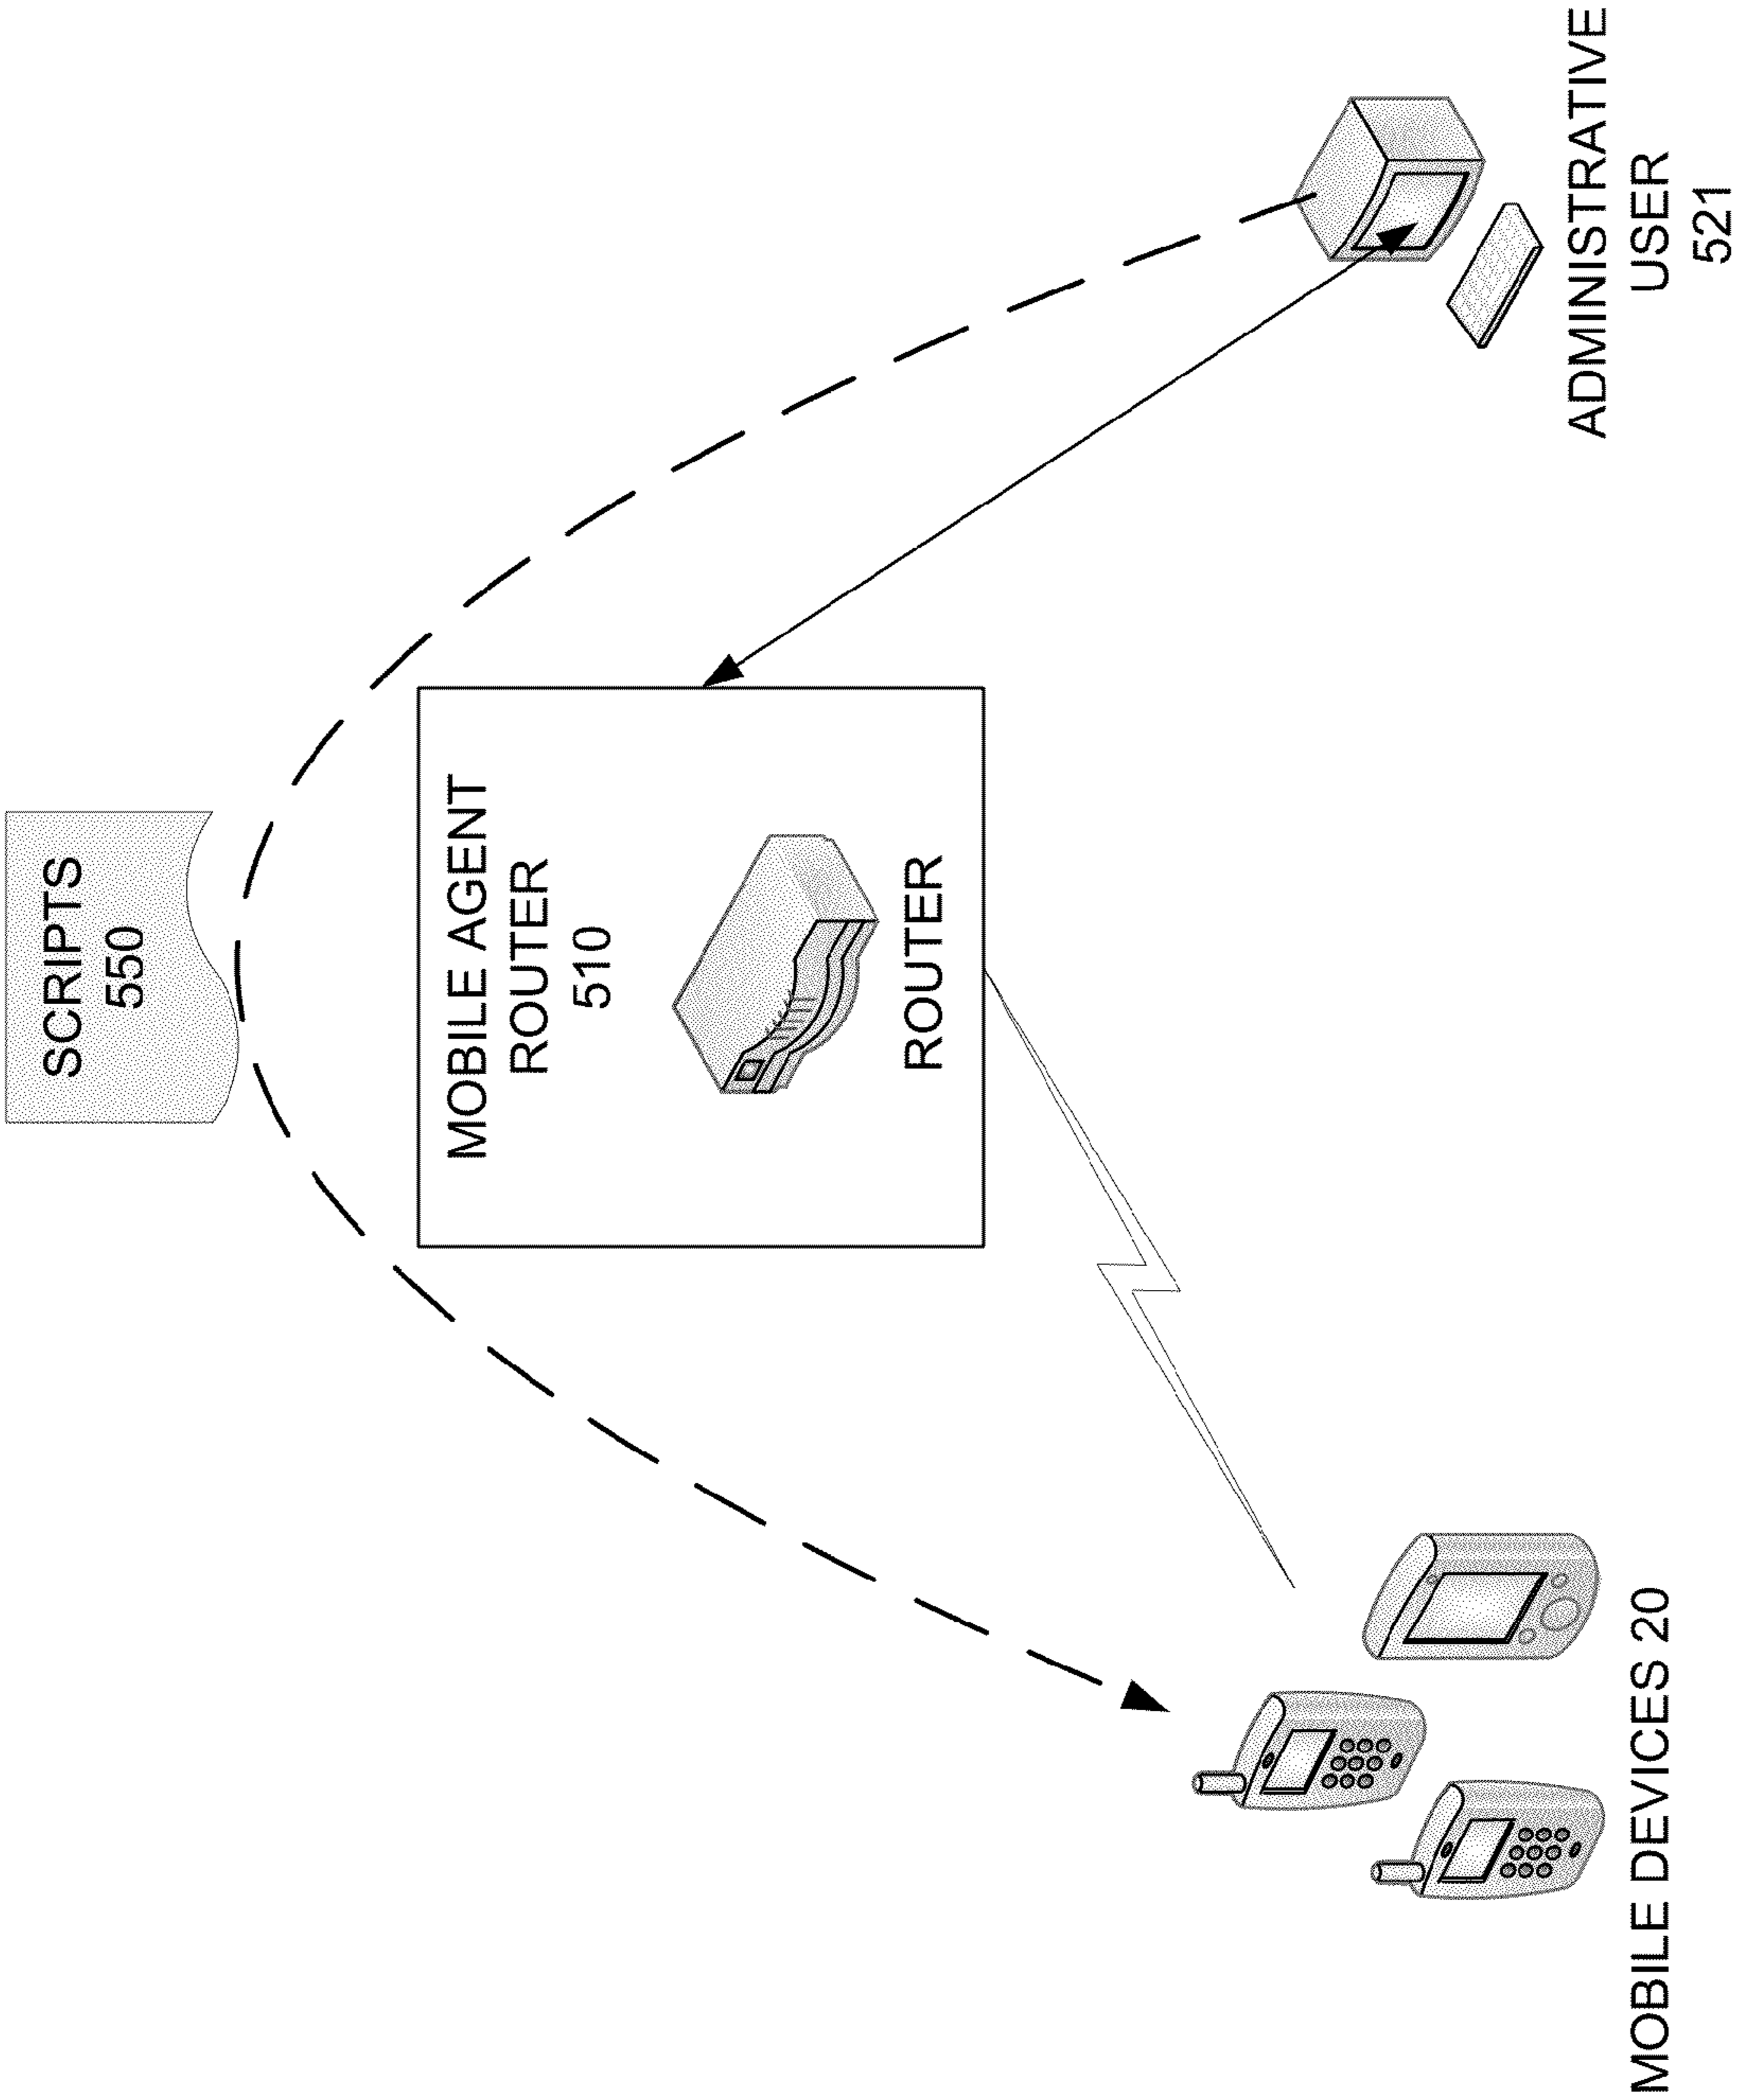 SCRIPTS
550
MOBILE AGENT
ROUTER
510
ROUTER
MOBILE DEVICES 20
ADMINISTRATIVE
USER
521